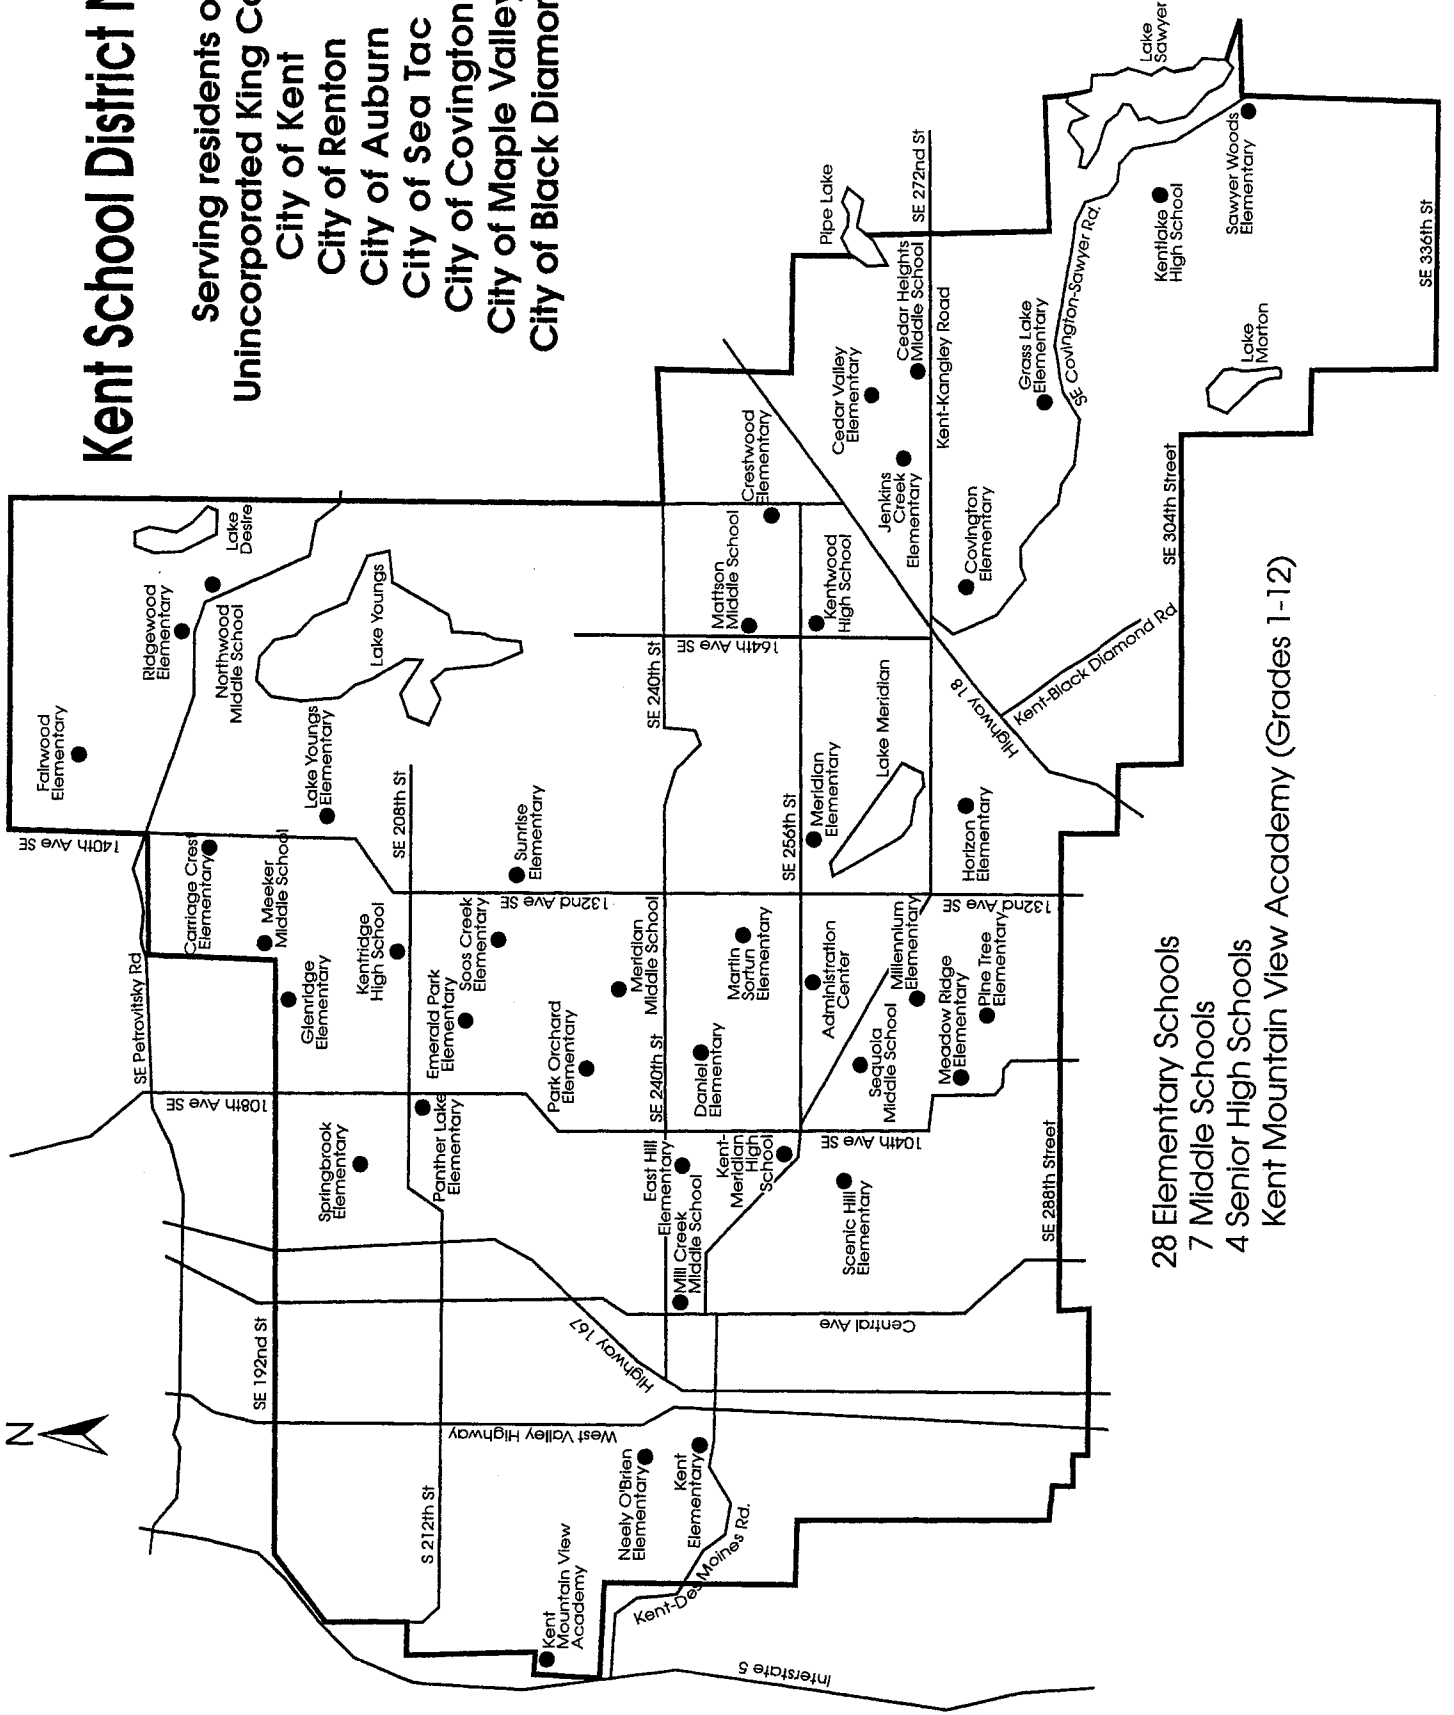 Kent School District
Serving residents o
Unincorporated King Co
City of Kent
City of Renton
City of Auburn
City of Sea Tac
City of Covington
City of Maple Valley
City of Black Diamon
N
Interstate 5
Kent
Mountain View
Academy
Kent-Des Moines Rd.
S 212th St
Neely O'Brien
Elementary
Kent
Elementary
West Valley Highway
SE 192nd St
Highway 167
Central Ave
Mill Creek
Middle School
East Hill
Elementary
Kent-
Meridian
High
School
Scenic Hill
Elementary
SE 288th Street
Springbrook
Elementary
Panther Lake
Elementary
108th Ave SE
104th Ave SE
SE Petrovitsky Rd
Glenridge
Elementary
Kentridge
High School
Emerald Park
Elementary
Soos Creek
Elementary
Park Orchard
Elementary
Meridian
Middle School
SE 240th St
Daniel
Elementary
Martin
Sortun
Elementary
Administration
Center
Sequoia
Middle School
Millennium
Elementary
Meadow Ridge
Elementary
Pine Tree
Elementary
132nd Ave SE
132nd Ave SE
Carriage Crest
Elementary
Meeker
Middle School
140th Ave SE
Fairwood
Elementary
Lake Youngs
Elementary
SE 208th St
Sunrise
Elementary
SE 256th St
Meridian
Elementary
Lake Meridian
Horizon
Elementary
Ridgewood
Elementary
Northwood
Middle School
Lake
Desire
Lake Youngs
SE 240th St
164th Ave SE
Mattson
Middle School
Crestwood
Elementary
Kentwood
High School
Highway 18
Kent-Black Diamond Rd
Covington
Elementary
Jenkins
Creek
Elementary
Cedar Valley
Elementary
Cedar Heights
Middle School
Kent-Kangley Road
SE 272nd St
Pipe Lake
Grass Lake
Elementary
SE Covington-Sawyer Rd.
Lake
Sawyer
Kentlake
High School
Sawyer Woods
Elementary
Lake
Morton
SE 304th Street
SE 336th St
28 Elementary Schools
7 Middle Schools
4 Senior High Schools
Kent Mountain View Academy (Grades 1-12)